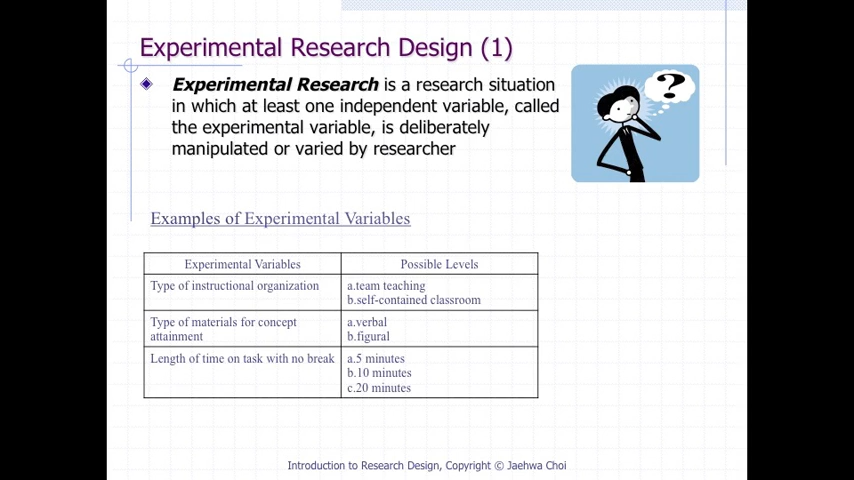 Experimental Research Design (1)
Experimental Research is a research situation
in which at least one independent variable, called
the experimental variable, is deliberately
manipulated or varied by researcher
?
Examples of Experimental Variables
Experimental Variables Possible Levels
Type of instructional organization a.team teaching
b.self-contained classroom
Type of materials for concept a.verbal
attainment b.figural
Length of time on task with no break a.5 minutes
b.10 minutes
c.20 minutes
Introduction to Research Design, Copyright © Jaehwa Choi